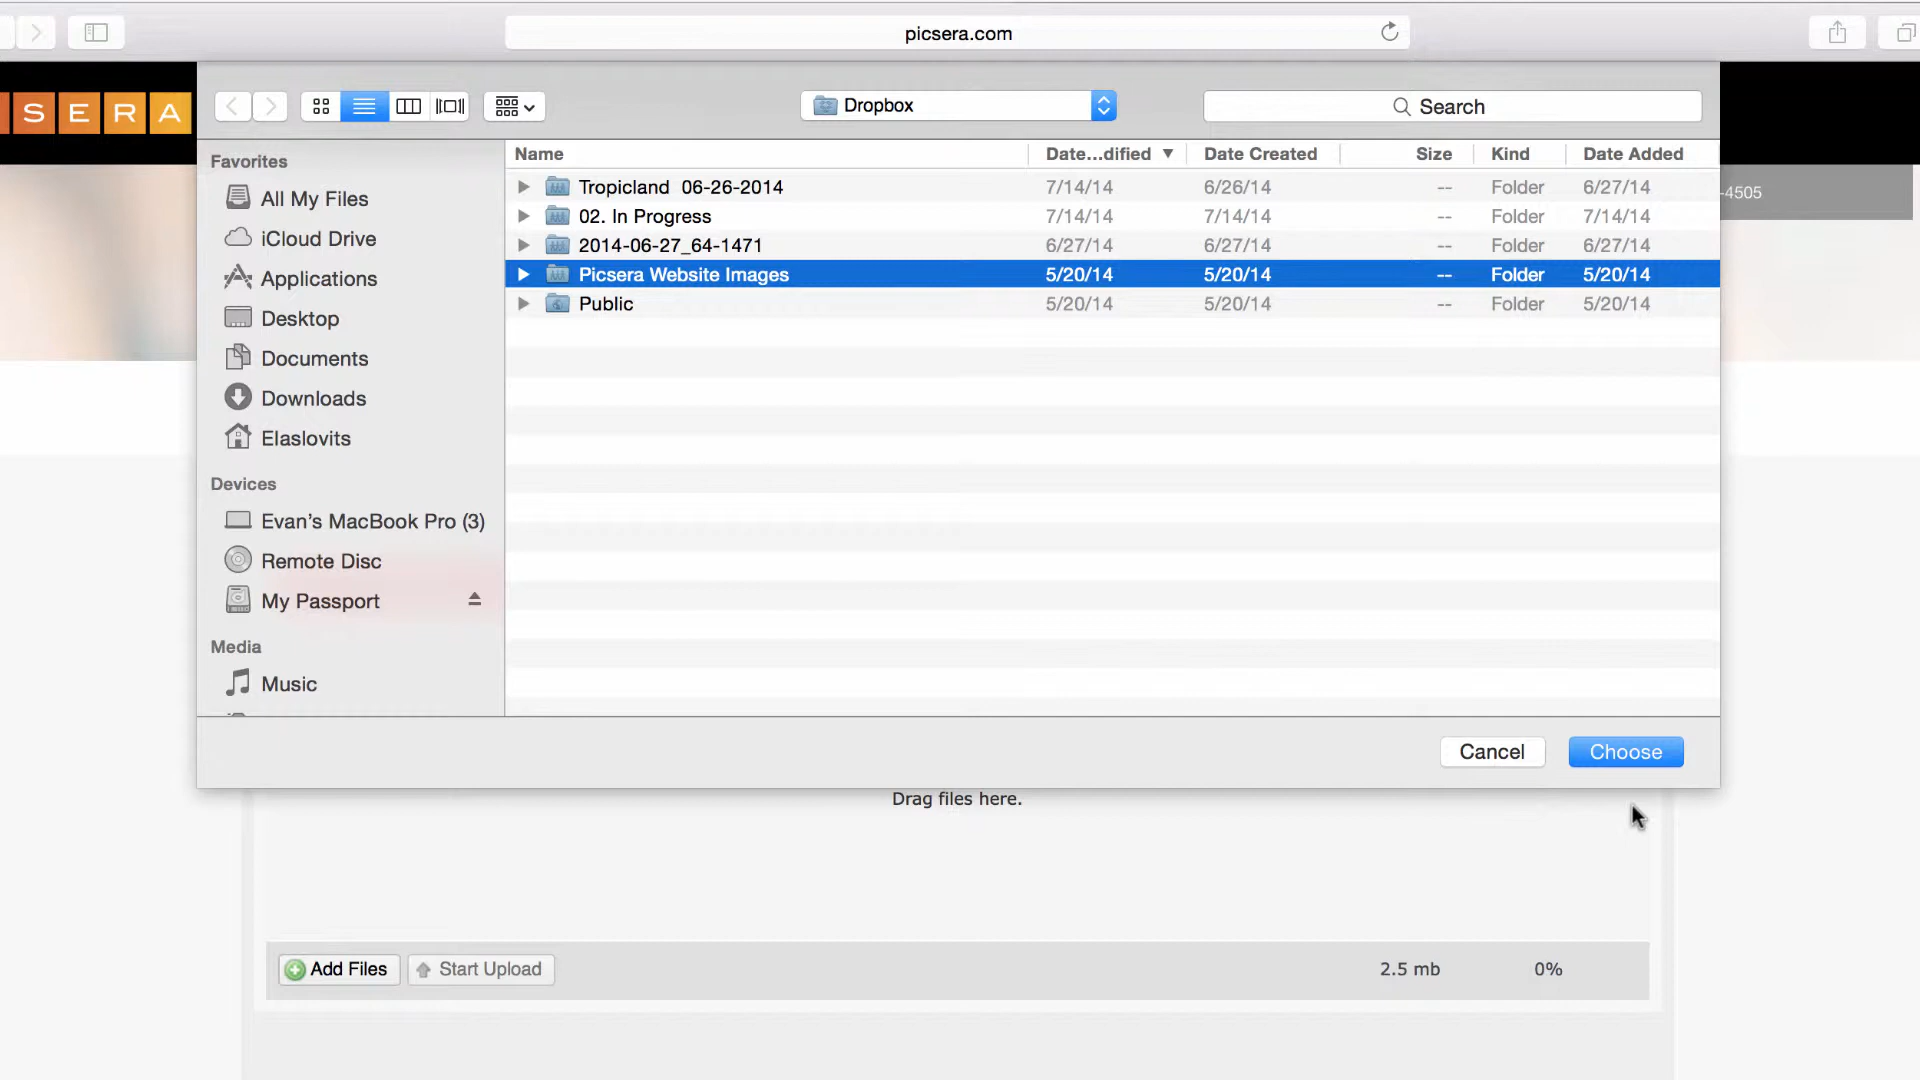 picsera.com
S E R A
Dropbox
Search
Favorites
All My Files
iCloud Drive
Applications
Desktop
Documents
Downloads
Elaslovits
Devices
Evan’s MacBook Pro (3)
Remote Disc
My Passport
Media
Music
Name Date...dified Date Created Size Kind Date Added
Tropicland 06-26-2014 7/14/14 6/26/14 -- Folder 6/27/14
02. In Progress 7/14/14 7/14/14 -- Folder 7/14/14
2014-06-27_64-1471 6/27/14 6/27/14 -- Folder 6/27/14
Picsera Website Images 5/20/14 5/20/14 -- Folder 5/20/14
Public 5/20/14 5/20/14 -- Folder 5/20/14
-4505
Cancel Choose
Drag files here.
Add Files Start Upload 2.5 mb 0%